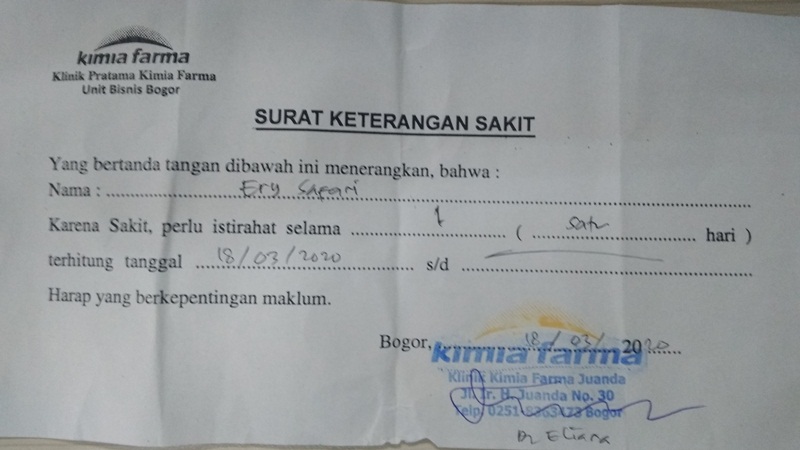 kimia farma
Klinik Pratama Kimia Farma
Unit Bisnis Bogor
SURAT KETERANGAN SAKIT
Yang bertanda tangan dibawah ini menerangkan, bahwa :
Nama : Ery Safari
Karena Sakit, perlu istirahat selama 1 ( satu hari )
terhitung tanggal 18/03/2020 s/d
Harap yang berkepentingan maklum.
Bogor, 18/03/2020
kimia farma
Klinik Kimia Farma Juanda
Jl. Ir. H. Juanda No. 30
Telp. 0251 Bogor
Dr Eliana